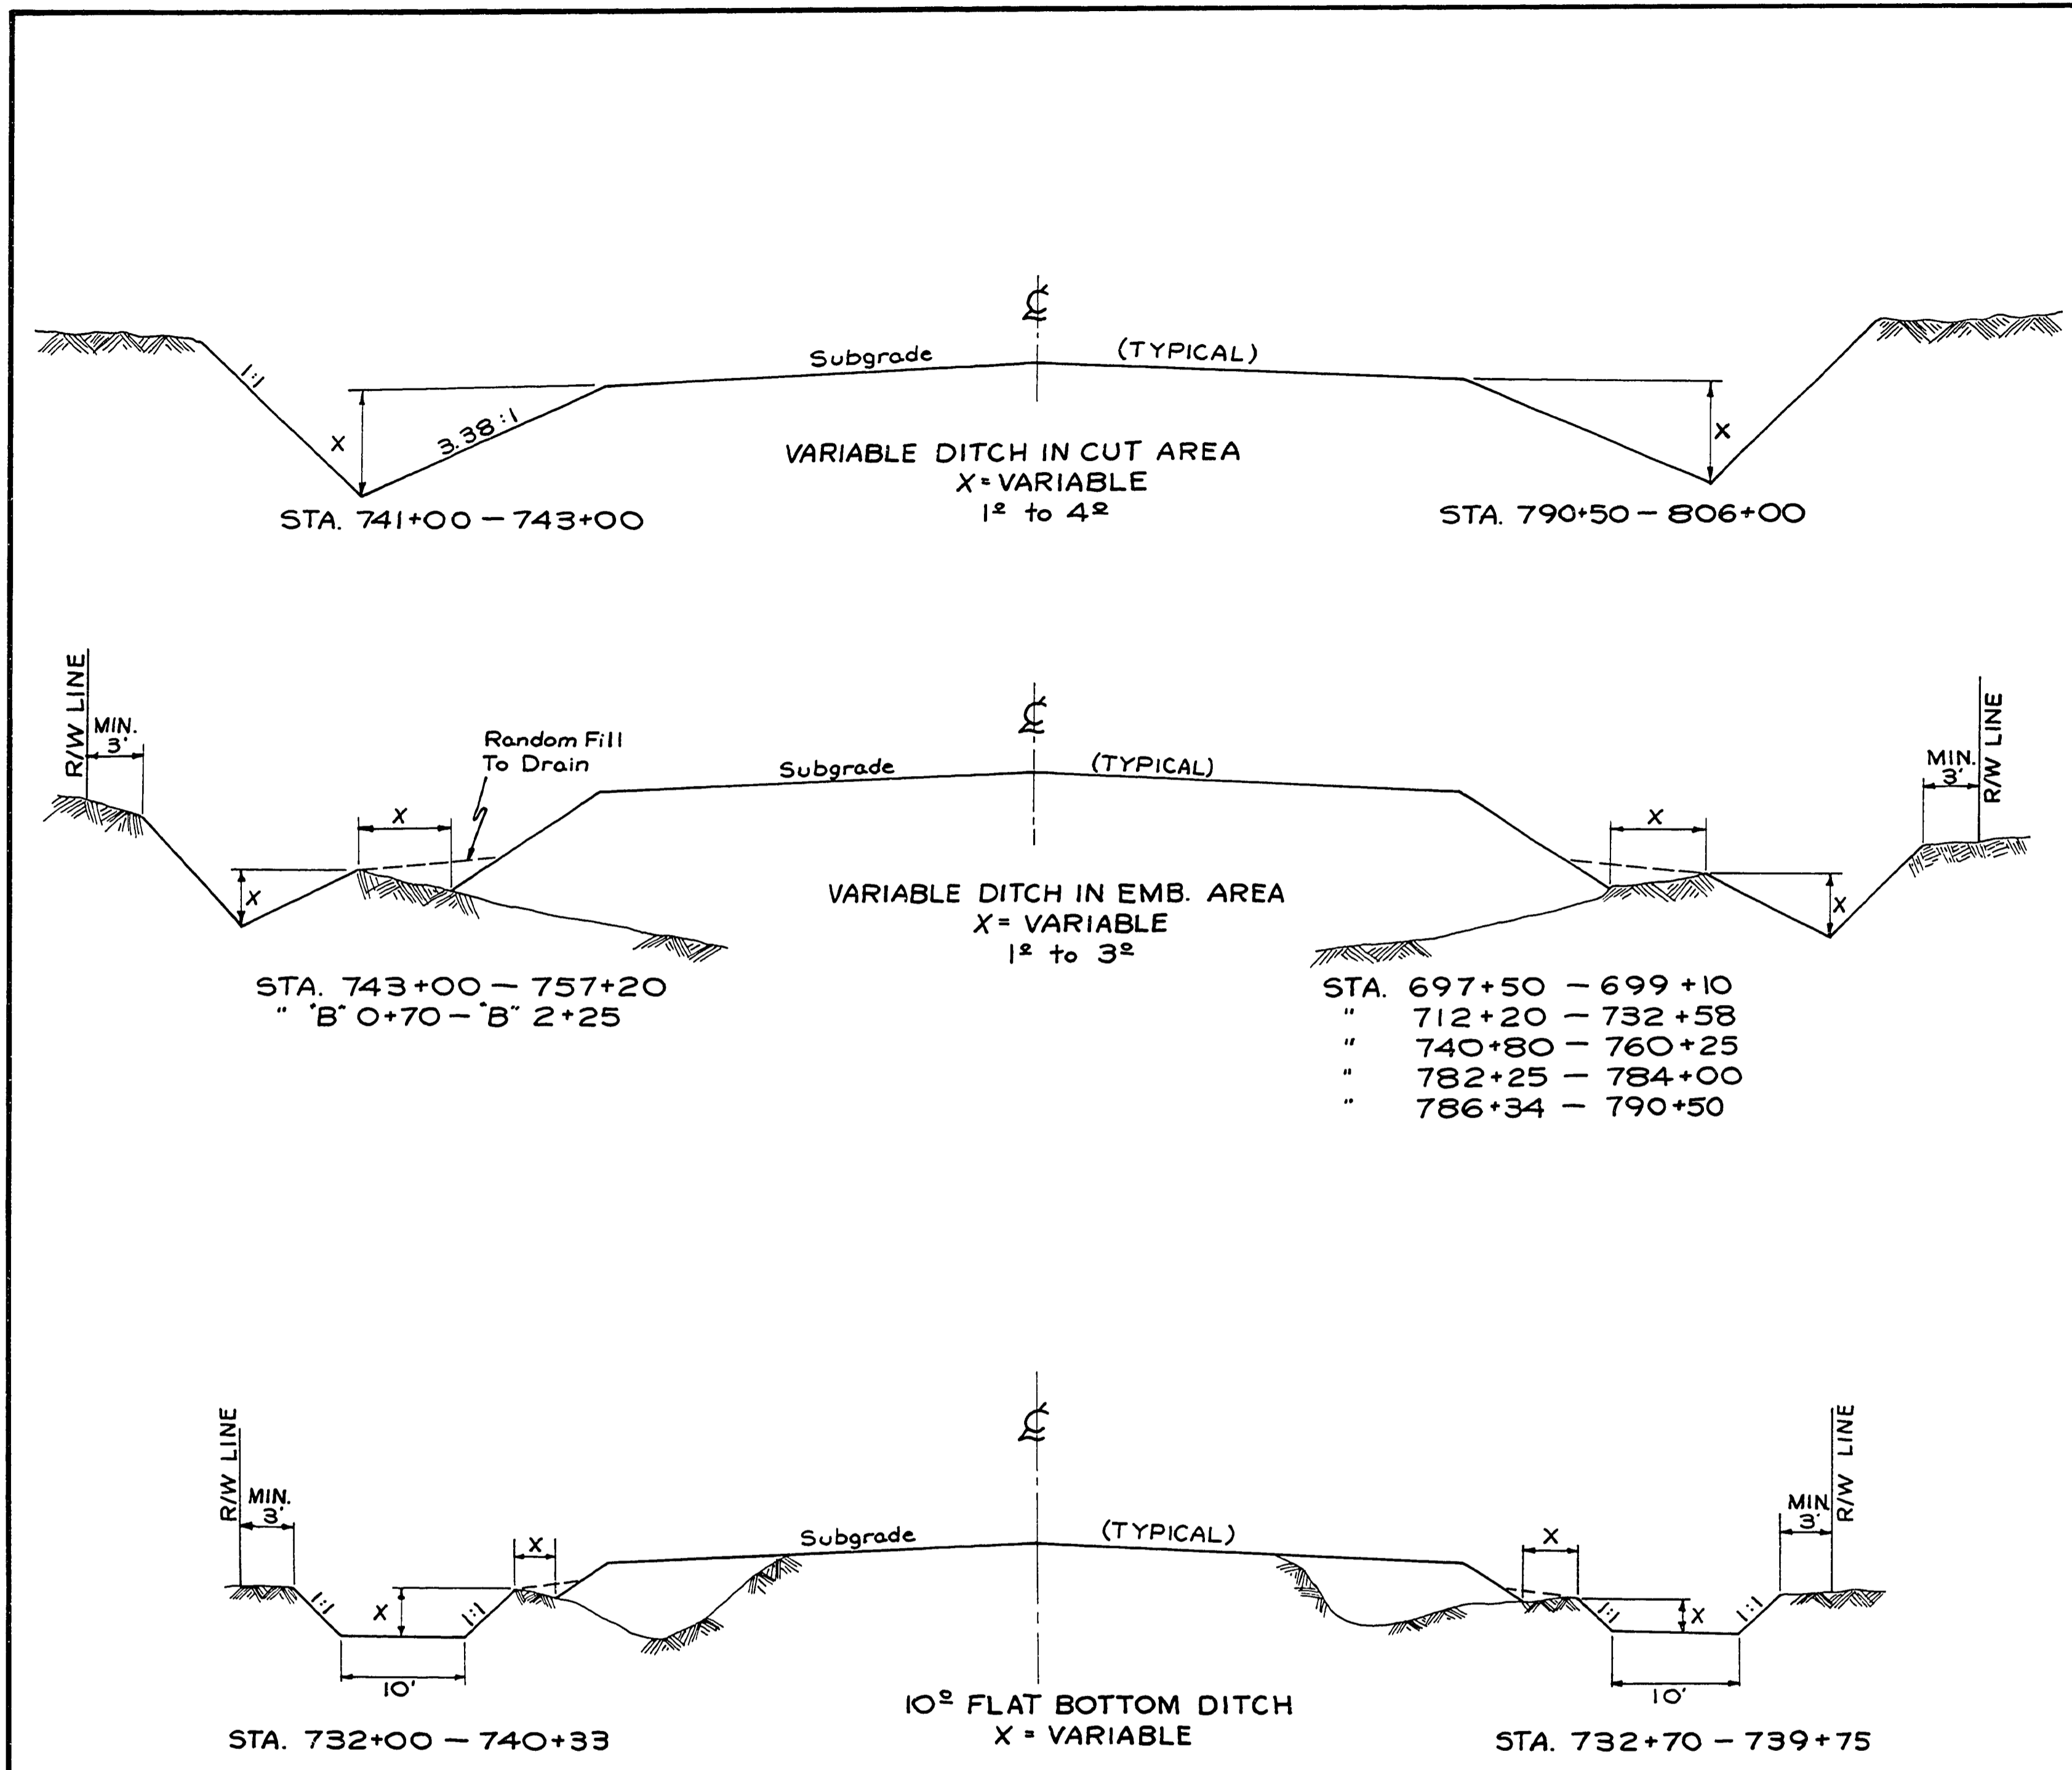 ℄
Subgrade (TYPICAL)
1:1
X
3.38:1
X
VARIABLE DITCH IN CUT AREA
X = VARIABLE
1º to 4º
STA. 741+00 — 743+00
STA. 790+50 — 806+00
R/W LINE
MIN.
3'
Random Fill
To Drain
℄
Subgrade (TYPICAL)
R/W LINE
MIN.
3'
X
X
X
X
VARIABLE DITCH IN EMB. AREA
X = VARIABLE
1º to 3º
STA. 743+00 — 757+20
" "B" 0+70 — "B" 2+25
STA. 697+50 — 699+10
" 712+20 — 732+58
" 740+80 — 760+25
" 782+25 — 784+00
" 786+34 — 790+50
℄
R/W LINE
MIN.
3'
X
Subgrade (TYPICAL)
X
MIN
3'
R/W LINE
1:1
X
1:1
1:1
X
1:1
10'
10'
10º FLAT BOTTOM DITCH
X = VARIABLE
STA. 732+00 — 740+33
STA. 732+70 — 739+75